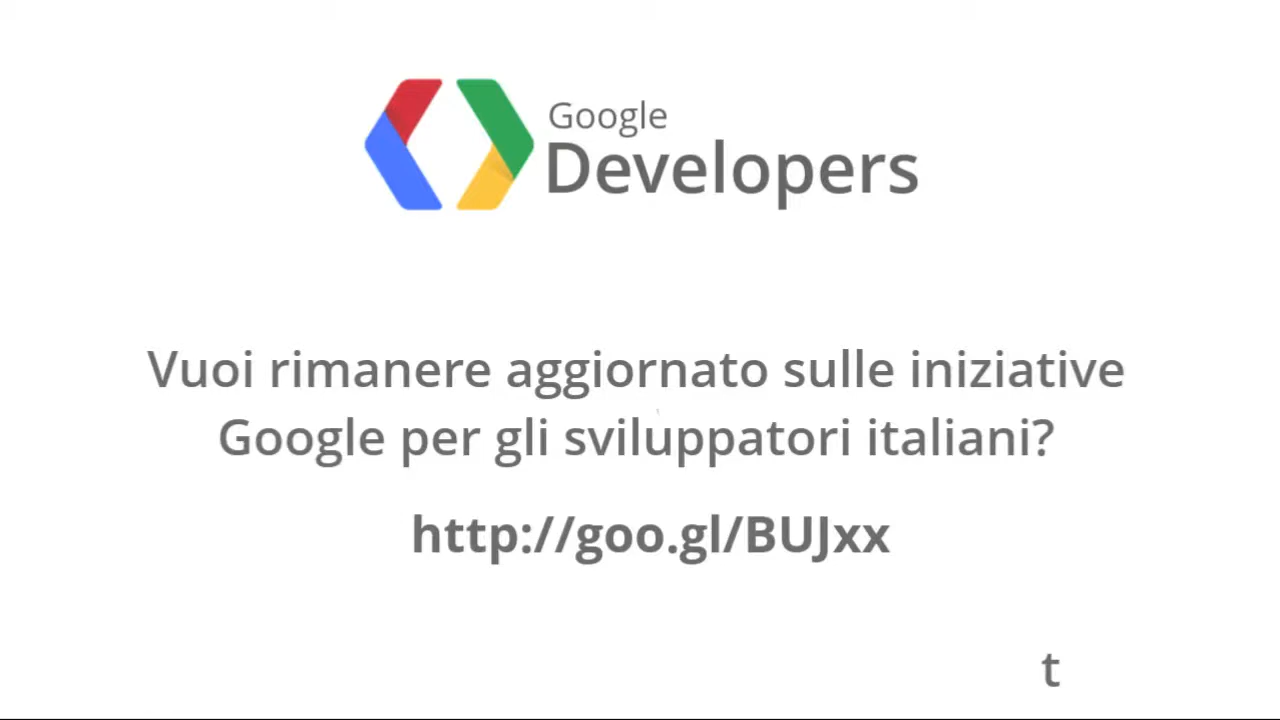 Google
Developers
Vuoi rimanere aggiornato sulle iniziative
Google per gli sviluppatori italiani?
http://goo.gl/BUJxx
t